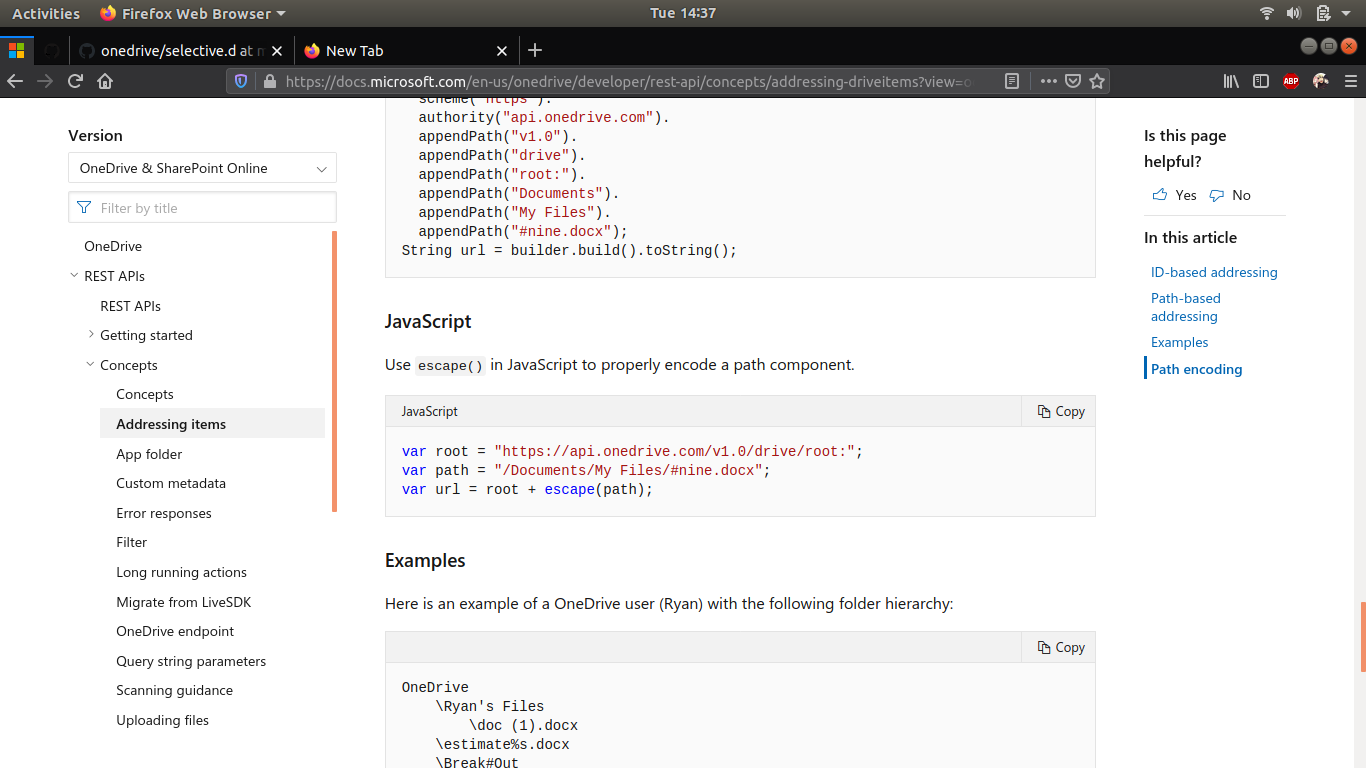 Activities Firefox Web Browser Tue 14:37
onedrive/selective.d at m New Tab
https://docs.microsoft.com/en-us/onedrive/developer/rest-api/concepts/addressing-driveitems?view=o ABP
Version
OneDrive & SharePoint Online
Filter by title
OneDrive
REST APIs
REST APIs
Getting started
Concepts
Concepts
Addressing items
App folder
Custom metadata
Error responses
Filter
Long running actions
Migrate from LiveSDK
OneDrive endpoint
Query string parameters
Scanning guidance
Uploading files
scheme("https").
authority("api.onedrive.com").
appendPath("v1.0").
appendPath("drive").
appendPath("root:").
appendPath("Documents").
appendPath("My Files").
appendPath("#nine.docx");
String url = builder.build().toString();
JavaScript
Use escape() in JavaScript to properly encode a path component.
JavaScript Copy
var root = "https://api.onedrive.com/v1.0/drive/root:";
var path = "/Documents/My Files/#nine.docx";
var url = root + escape(path);
Examples
Here is an example of a OneDrive user (Ryan) with the following folder hierarchy:
Copy
OneDrive
\Ryan's Files
\doc (1).docx
\estimate%s.docx
\Break#Out
Is this page
helpful?
Yes No
In this article
ID-based addressing
Path-based
addressing
Examples
Path encoding